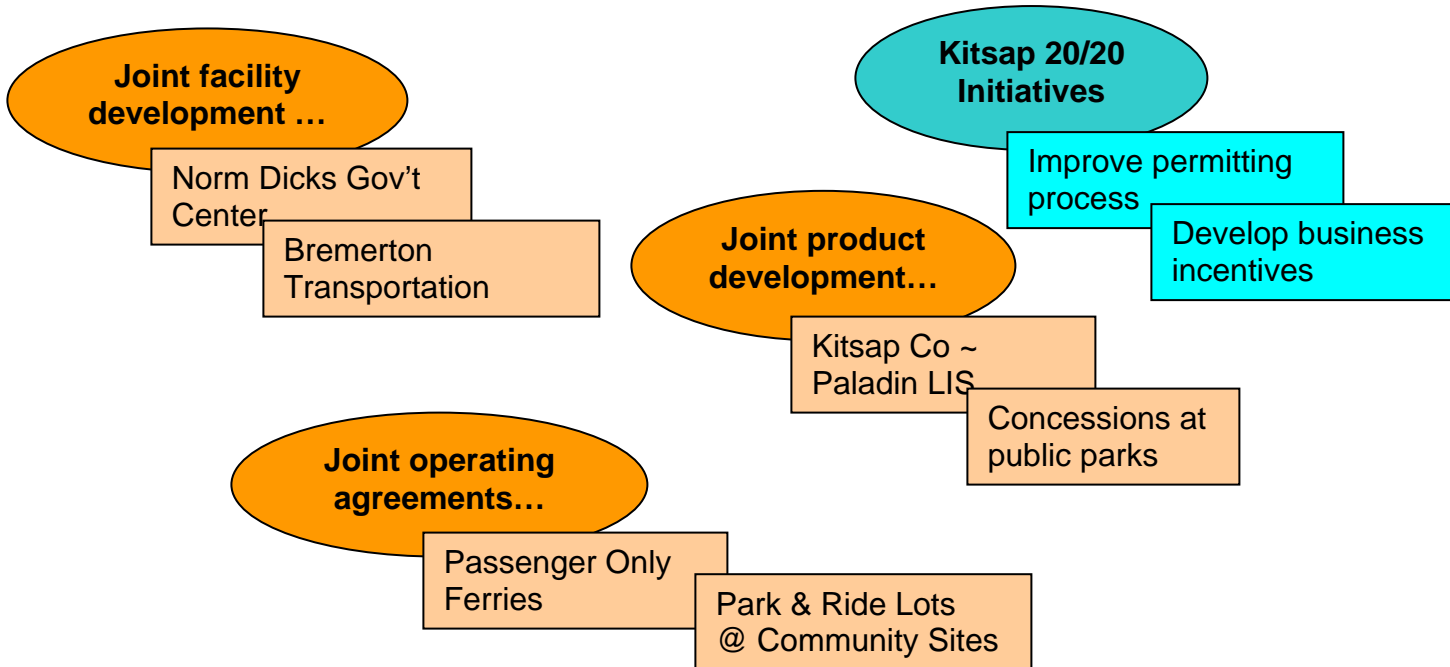 Joint facility
development …
Norm Dicks Gov't
Center
Bremerton
Transportation
Kitsap 20/20
Initiatives
Improve permitting
process
Develop business
incentives
Joint product
development…
Kitsap Co ~
Paladin LIS
Concessions at
public parks
Joint operating
agreements…
Passenger Only
Ferries
Park & Ride Lots
@ Community Sites